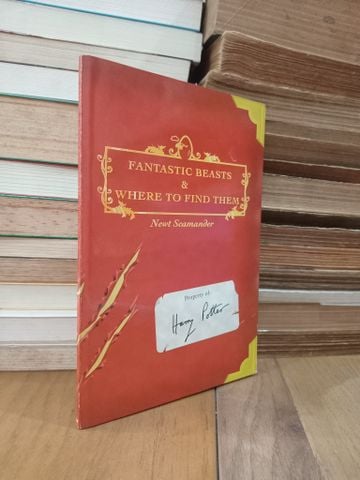 FANTASTIC BEASTS
&
WHERE TO FIND THEM
Newt Scamander
Property of:
Harry Potter